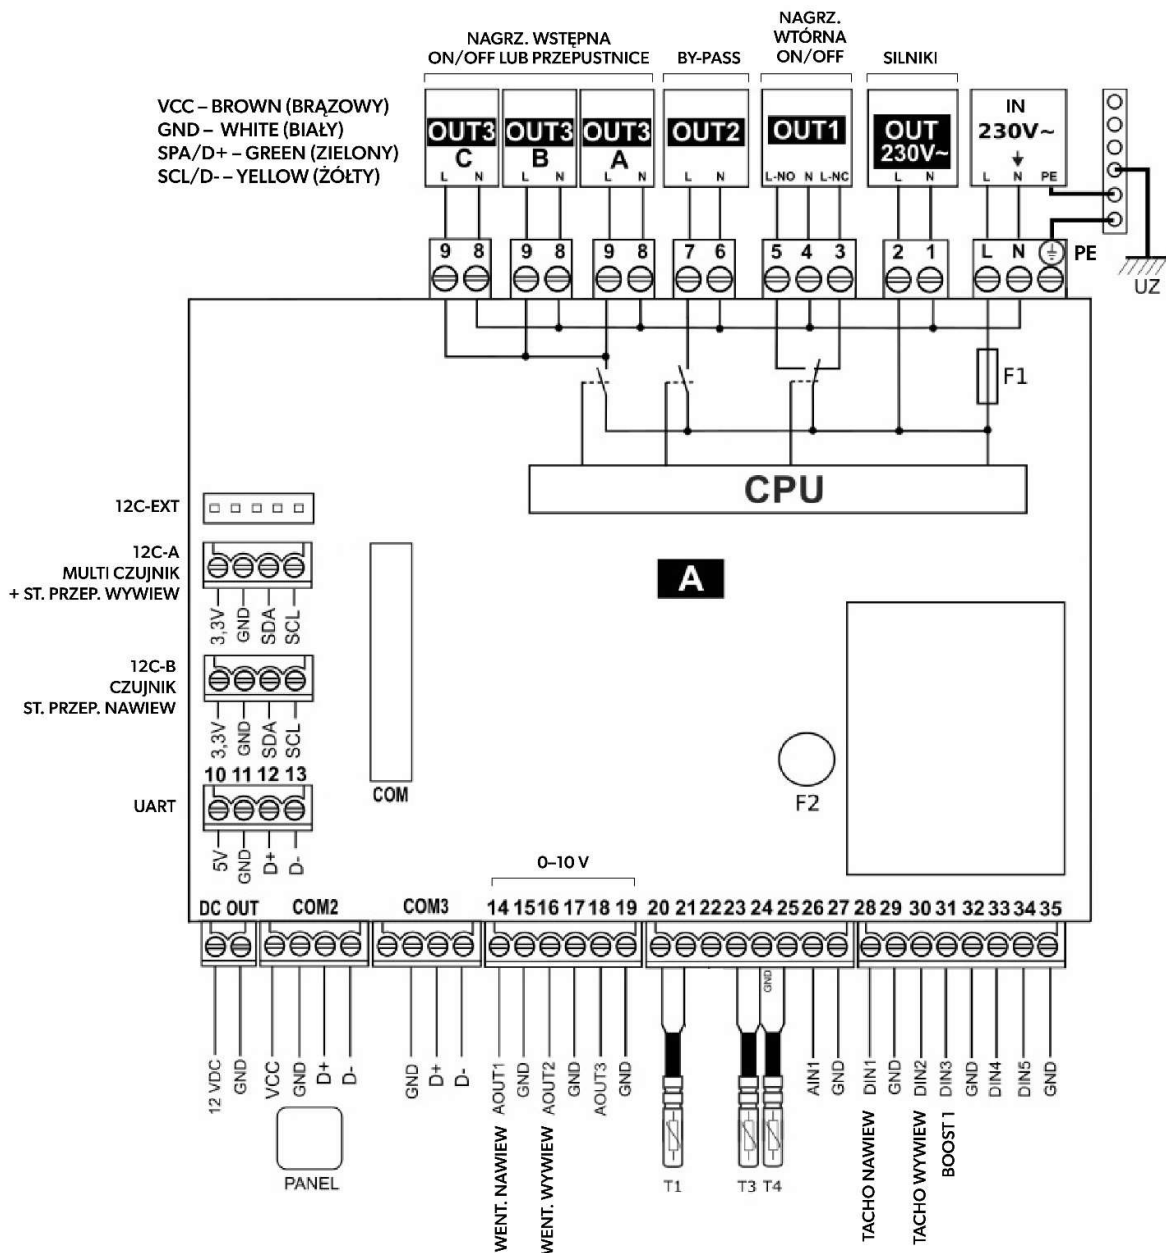 NAGRZ. WSTĘPNA
ON/OFF LUB PRZEPUSTNICE
BY-PASS
NAGRZ.
WTÓRNA
ON/OFF
SILNIKI
VCC – BROWN (BRĄZOWY)
GND – WHITE (BIAŁY)
SPA/D+ – GREEN (ZIELONY)
SCL/D- – YELLOW (ŻÓŁTY)
OUT3 OUT3 OUT3 OUT2 OUT1 OUT IN
C B A 230V~ 230V~
L N L N L N L N L-NO N L-NC L N L N PE
9 8 9 8 9 8 7 6 5 4 3 2 1 L N PE
UZ
F1
CPU
12C-EXT
12C-A
MULTI CZUJNIK
+ ST. PRZEP. WYWIEW
3,3V GND SDA SCL
A
12C-B
CZUJNIK
ST. PRZEP. NAWIEW
3,3V GND SDA SCL
10 11 12 13
UART
5V GND D+ D-
COM
F2
0–10 V
DC OUT COM2 COM3 14 15 16 17 18 19 20 21 22 23 24 25 26 27 28 29 30 31 32 33 34 35
GND
12 VDC GND VCC GND D+ D- GND D+ D- AOUT1 GND AOUT2 GND AOUT3 GND AIN1 GND DIN1 GND DIN2 DIN3 GND DIN4 DIN5 GND
PANEL
WENT. NAWIEW
WENT. WYWIEW
T1 T3 T4
TACHO NAWIEW
TACHO WYWIEW
BOOST 1